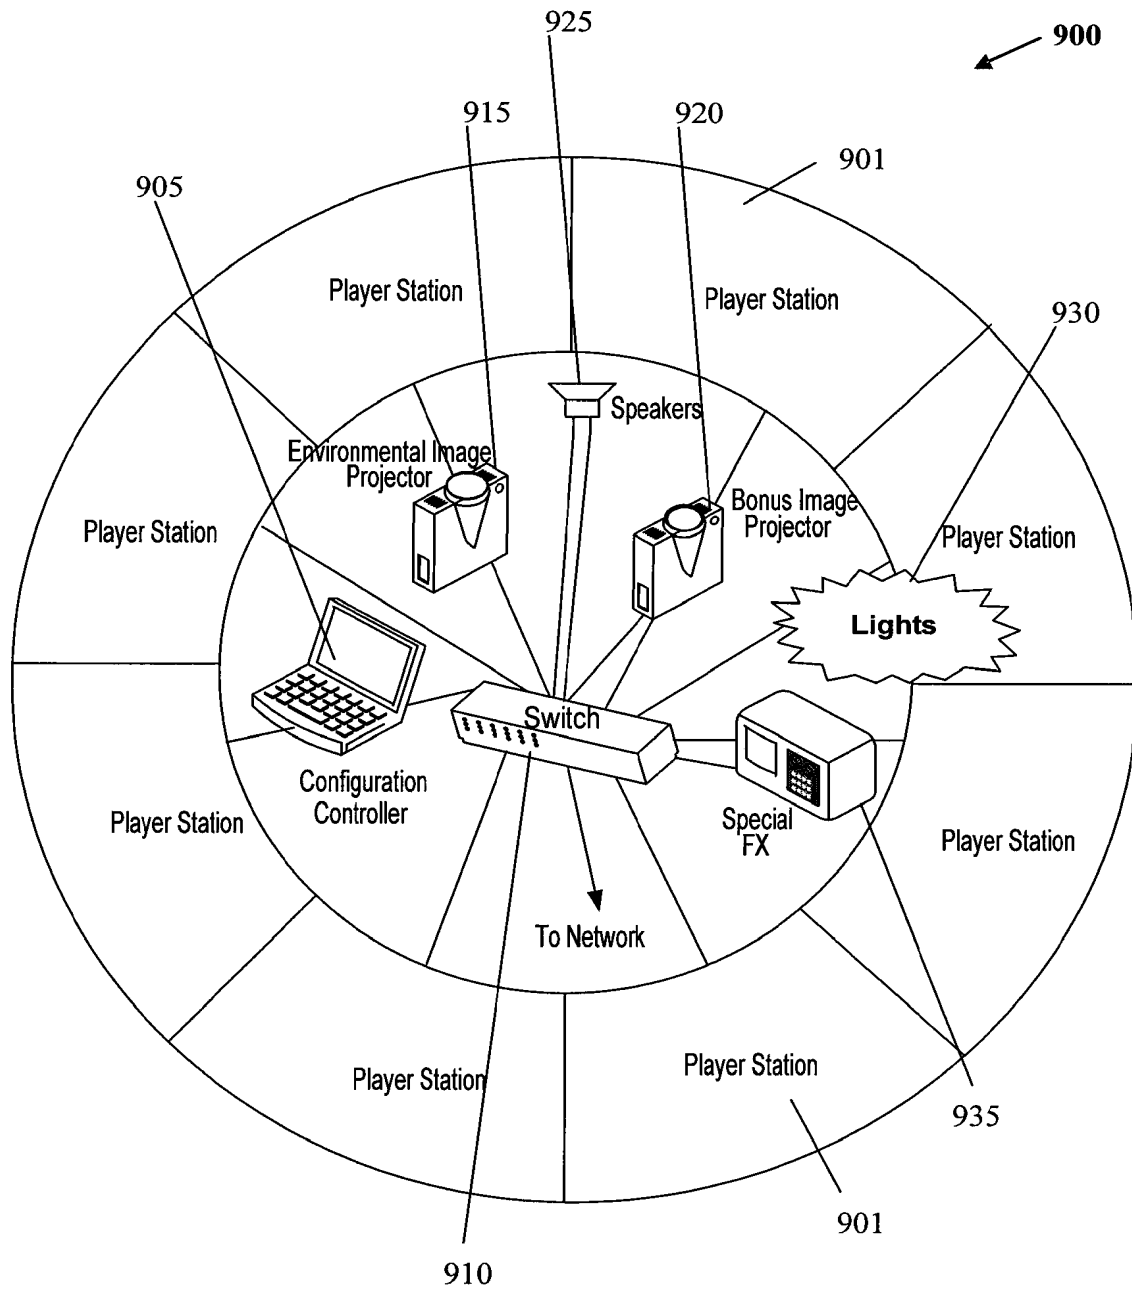 925
900
915
920
901
905
Player Station
Player Station
930
Speakers
Environmental Image
Projector
Bonus Image
Projector
Player Station
Player Station
Lights
Switch
Configuration
Controller
Player Station
Special
FX
Player Station
To Network
Player Station
Player Station
935
901
910